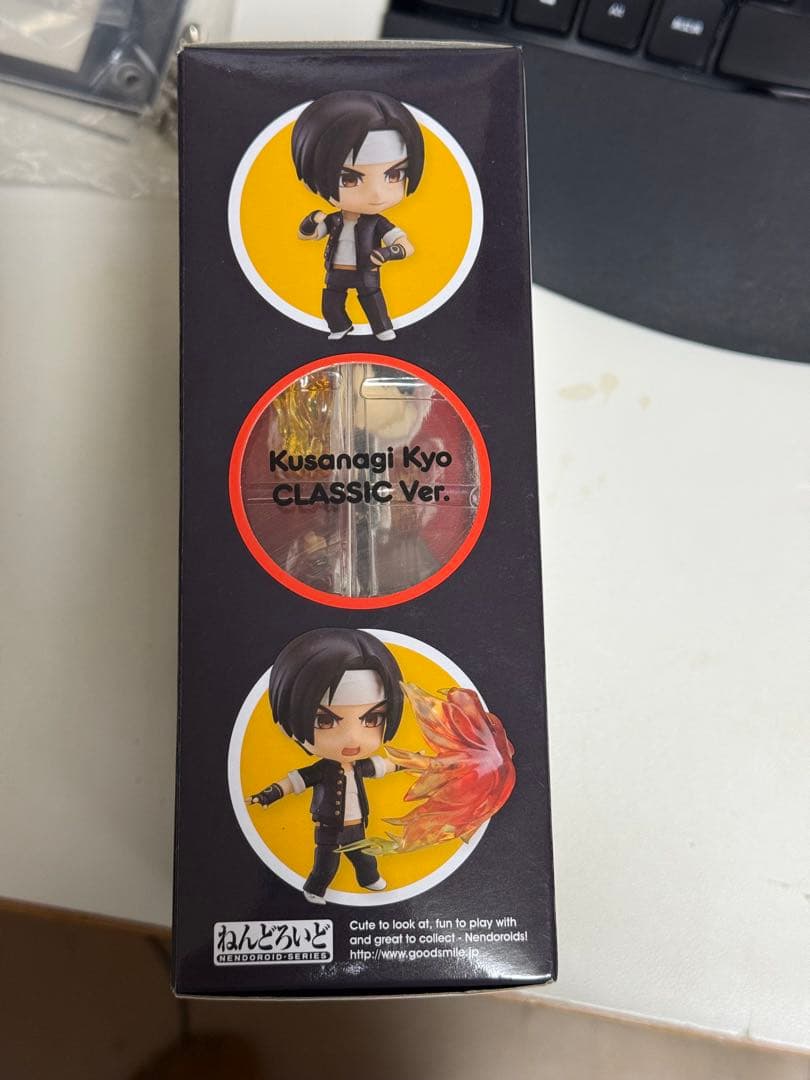 Kusanagi Kyo
CLASSIC Ver.
ねんどろいど
NENDOROID·SERIES
Cute to look at, fun to play with
and great to collect - Nendoroids!
http://www.goodsmile.jp